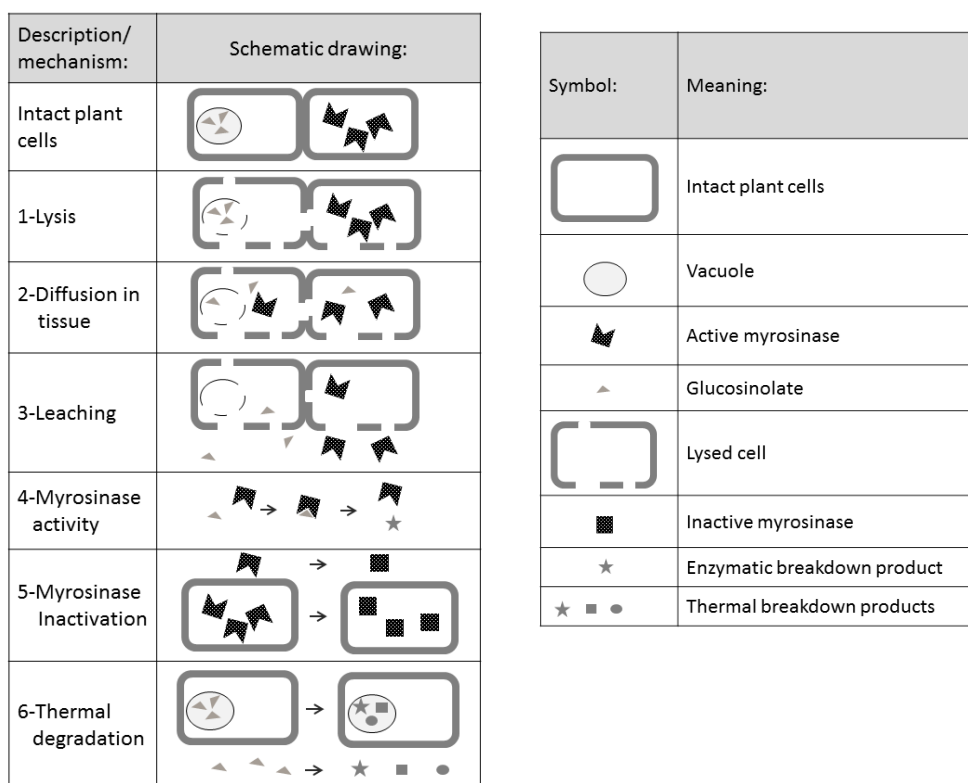 Description/
mechanism:
Schematic drawing:
Intact plant
cells
1-Lysis
2-Diffusion in
tissue
3-Leaching
4-Myrosinase
activity
5-Myrosinase
Inactivation
6-Thermal
degradation
Symbol:
Meaning:
Intact plant cells
Vacuole
Active myrosinase
Glucosinolate
Lysed cell
Inactive myrosinase
Enzymatic breakdown product
Thermal breakdown products